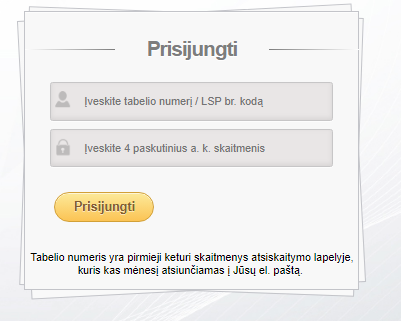 Prisijungti
Įveskite tabelio numerį / LSP br. kodą
Įveskite 4 paskutinius a. k. skaitmenis
Prisijungti
Tabelio numeris yra pirmieji keturi skaitmenys atsiskaitymo lapelyje,
kuris kas mėnesį atsiunčiamas į Jūsų el. paštą.